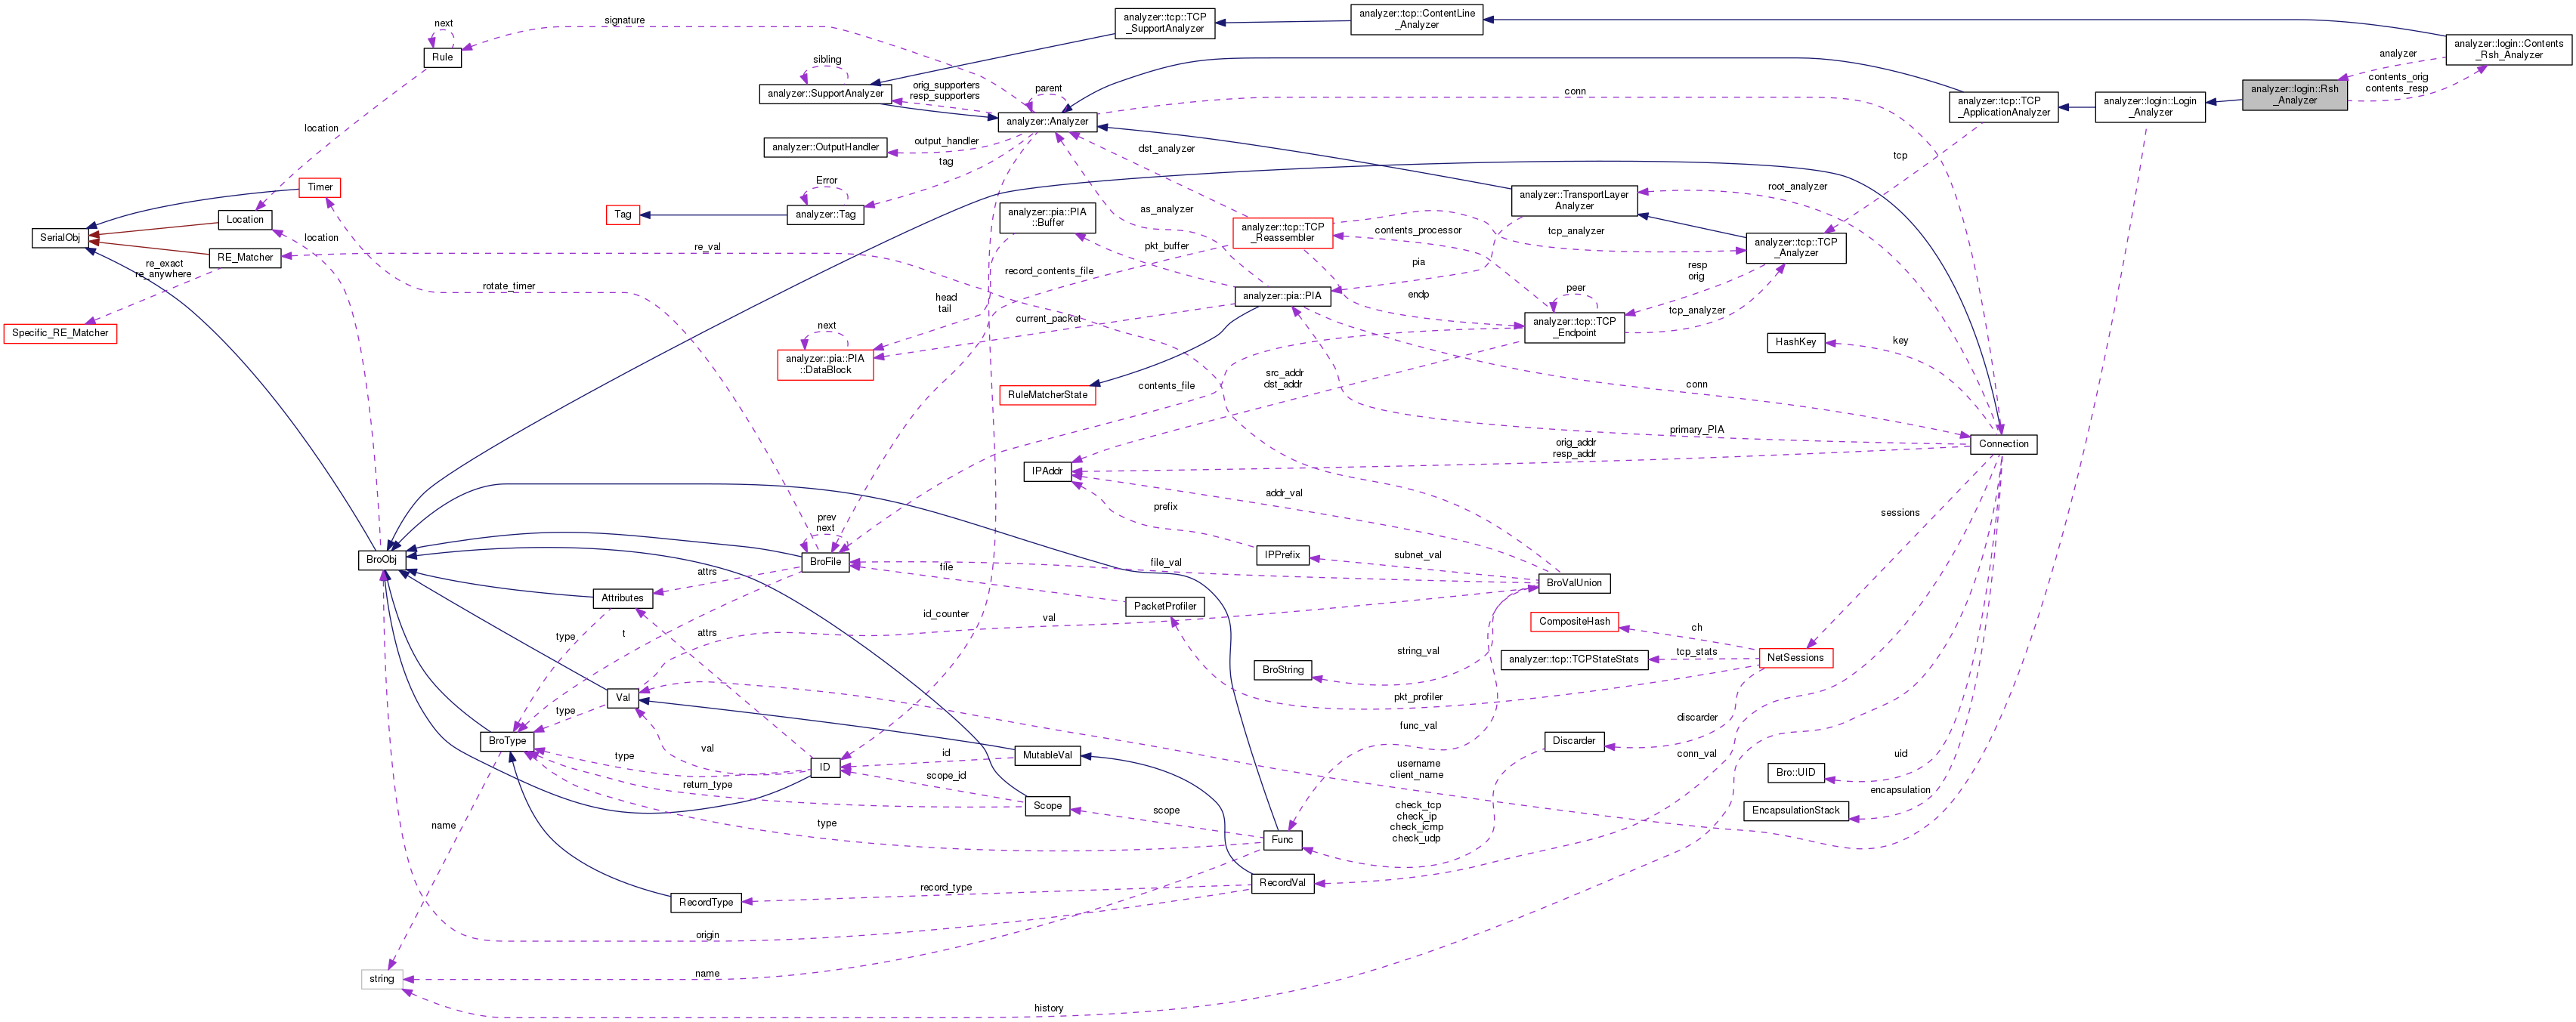 next
signature
Rule
analyzer::tcp::TCP
_SupportAnalyzer
analyzer::tcp::ContentLine
_Analyzer
analyzer::login::Contents
_Rsh_Analyzer
analyzer
sibling
analyzer::SupportAnalyzer
orig_supporters
resp_supporters
parent
conn
contents_orig
contents_resp
analyzer::login::Rsh
_Analyzer
analyzer::tcp::TCP
_ApplicationAnalyzer
analyzer::login::Login
_Analyzer
location
analyzer::Analyzer
analyzer::OutputHandler
output_handler
tag
dst_analyzer
tcp
Timer
Error
Tag
analyzer::Tag
analyzer::TransportLayer
Analyzer
root_analyzer
Location
location
SerialObj
RE_Matcher
re_exact
re_anywhere
re_val
analyzer::pia::PIA
::Buffer
as_analyzer
analyzer::tcp::TCP
_Reassembler
contents_processor
tcp_analyzer
analyzer::tcp::TCP
_Analyzer
pkt_buffer
pia
record_contents_file
resp
orig
rotate_timer
head
tail
analyzer::pia::PIA
endp
peer
tcp_analyzer
Specific_RE_Matcher
next
current_packet
analyzer::tcp::TCP
_Endpoint
analyzer::pia::PIA
::DataBlock
HashKey
key
RuleMatcherState
contents_file
src_addr
dst_addr
conn
primary_PIA
Connection
orig_addr
resp_addr
IPAddr
addr_val
prefix
sessions
prev
next
BroObj
BroFile
IPPrefix
subnet_val
file_val
file
BroValUnion
attrs
Attributes
PacketProfiler
id_counter
val
type
t
attrs
CompositeHash
ch
string_val
BroString
analyzer::tcp::TCPStateStats
tcp_stats
NetSessions
Val
pkt_profiler
type
func_val
discarder
BroType
type
val
id
MutableVal
Discarder
conn_val
uid
ID
scope_id
return_type
username
client_name
Bro::UID
encapsulation
Scope
scope
check_tcp
check_ip
check_icmp
check_udp
EncapsulationStack
name
type
Func
RecordType
record_type
RecordVal
origin
string
name
history